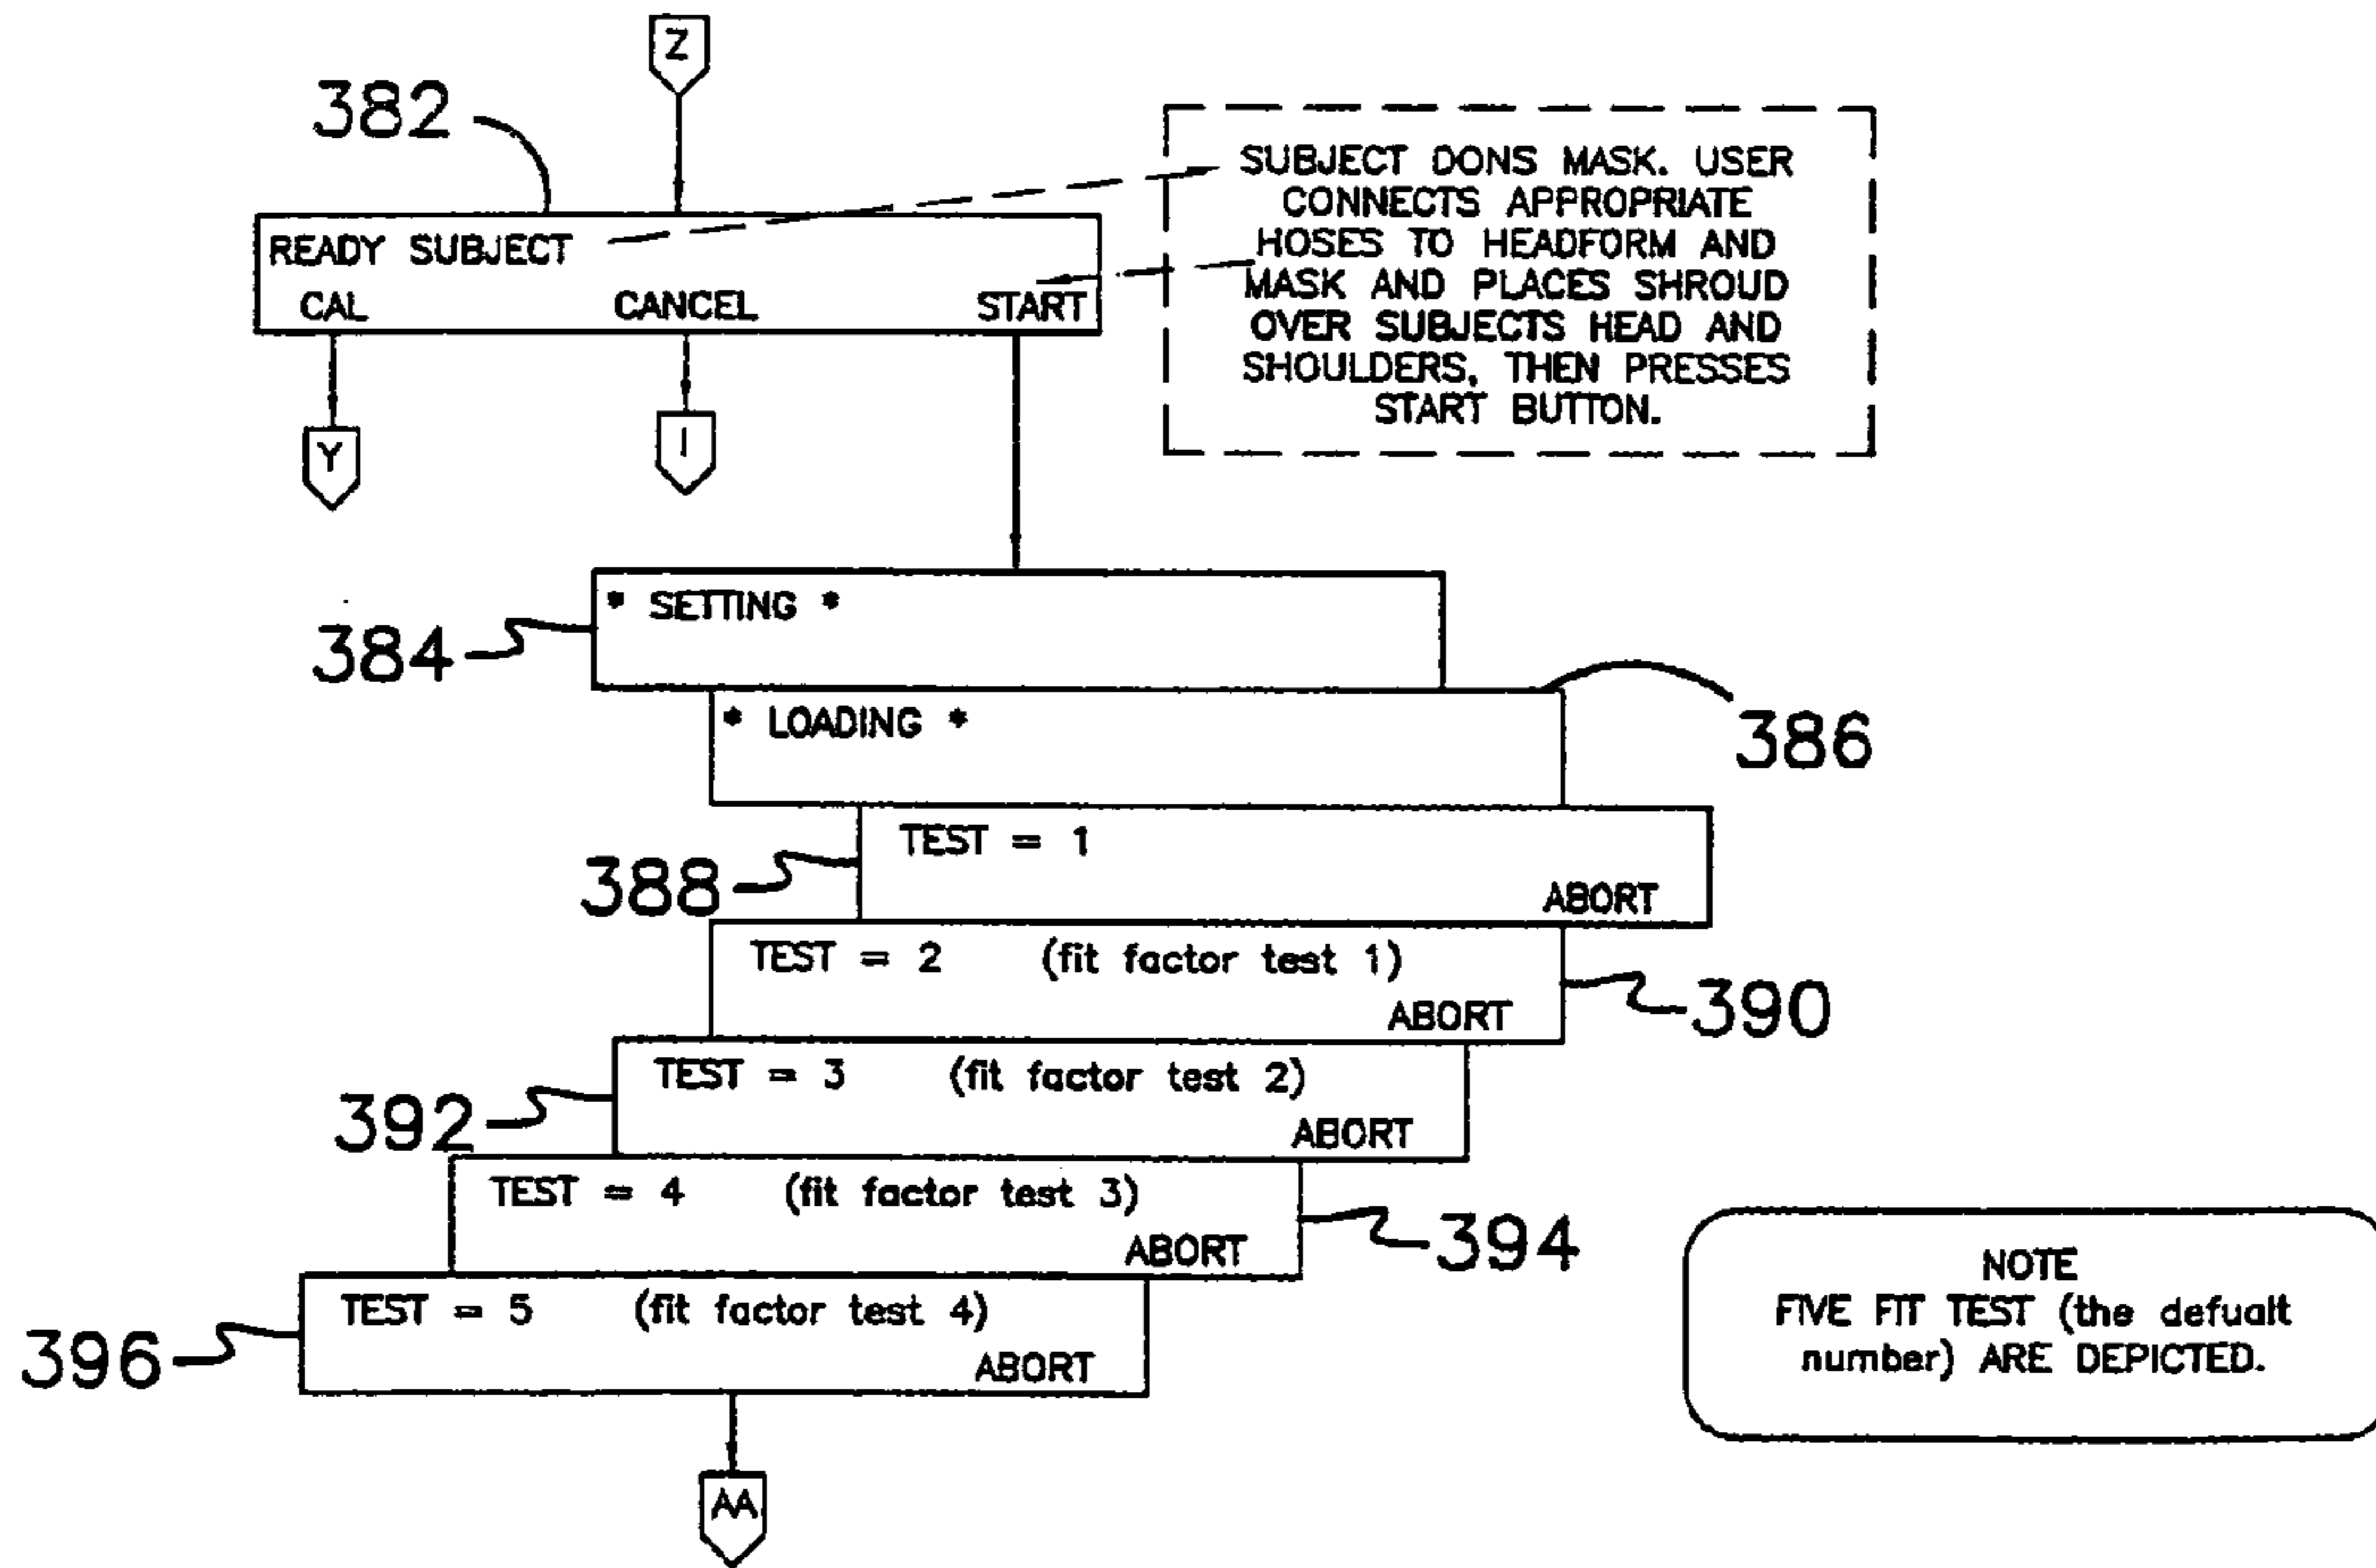 Z
382
READY SUBJECT
CAL CANCEL START
SUBJECT DONS MASK. USER
CONNECTS APPROPRIATE
HOSES TO HEADFORM AND
MASK AND PLACES SHROUD
OVER SUBJECTS HEAD AND
SHOULDERS, THEN PRESSES
START BUTTON.
Y
I
* SETTING *
384
* LOADING *
386
TEST = 1
ABORT
388
TEST = 2 (fit factor test 1)
ABORT
390
TEST = 3 (fit factor test 2)
ABORT
392
TEST = 4 (fit factor test 3)
ABORT
394
TEST = 5 (fit factor test 4)
ABORT
396
AA
NOTE
FIVE FIT TEST (the defualt
number) ARE DEPICTED.